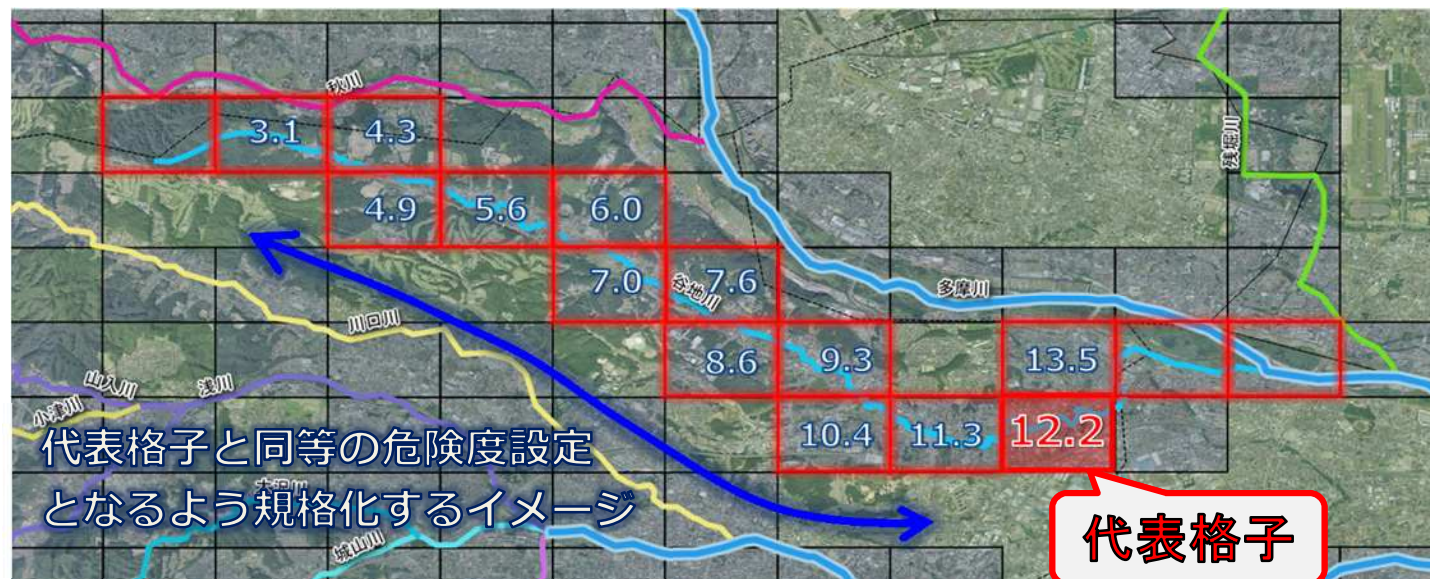 秋川
残堀川
3.1
4.3
4.9
5.6
6.0
7.0
7.6
谷地川
多摩川
川口川
8.6
9.3
13.5
山入川
浅川
小津川
10.4
11.3
12.2
代表格子と同等の危険度設定
となるよう規格化するイメージ
大沢川
城山川
代表格子